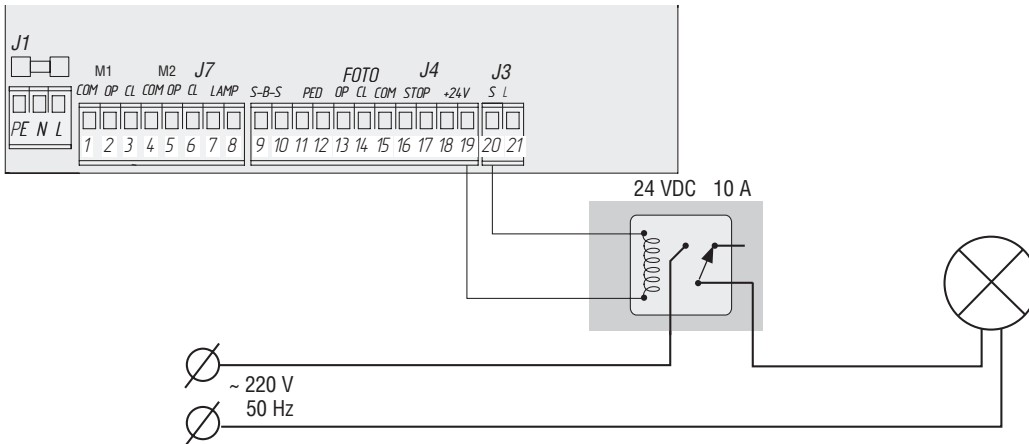 J1
M1 M2 J7 FOTO J4 J3
COM OP CL COM OP CL LAMP S-B-S PED OP CL COM STOP +24V S L
PE N L
1 2 3 4 5 6 7 8 9 10 11 12 13 14 15 16 17 18 19 20 21
24 VDC 10 A
~ 220 V
50 Hz